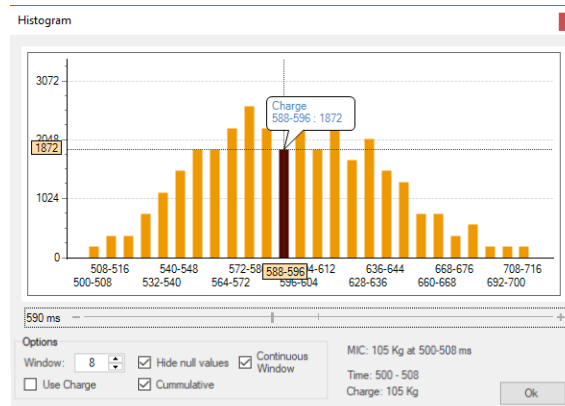 Histogram
3072
2048
1872
1024
0
Charge
588-596 : 1872
508-516 540-548 572-58 588-596 4-612 636-644 668-676 708-716
500-508 532-540 564-572 596-604 628-636 660-668 692-700
590 ms
Options
Window: 8 Hide null values Continuous Window
Use Charge Cummulative
MIC: 105 Kg at 500-508 ms
Time: 500 - 508
Charge: 105 Kg
Ok